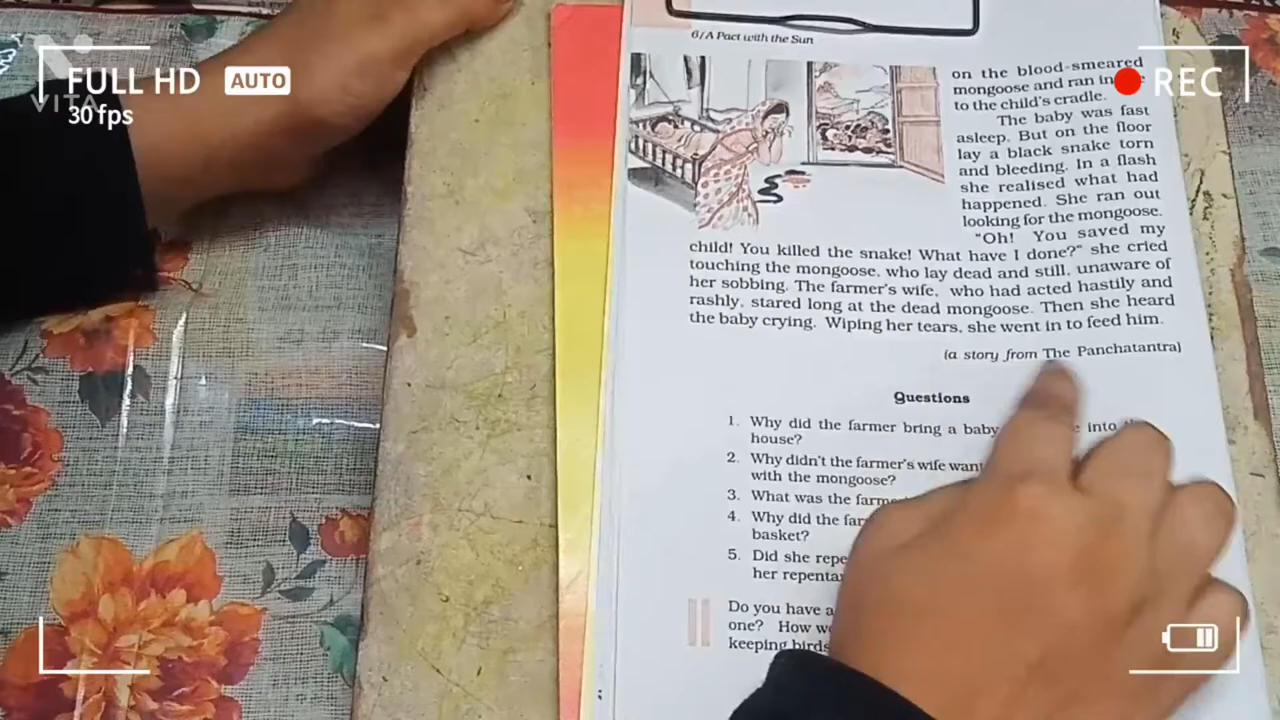 FULL HD AUTO
30 fps
VITA
REC
6/A Pact with the Sun
on the blood-smeared
mongoose and ran in
to the child's cradle.
The baby was fast
asleep. But on the floor
lay a black snake torn
and bleeding. In a flash
she realised what had
happened. She ran out
looking for the mongoose.
"Oh! You saved my
child! You killed the snake! What have I done?" she cried
touching the mongoose, who lay dead and still, unaware of
her sobbing. The farmer's wife, who had acted hastily and
rashly, stared long at the dead mongoose. Then she heard
the baby crying. Wiping her tears, she went in to feed him.
(a story from The Panchatantra)
Questions
1. Why did the farmer bring a baby into
house?
2. Why didn't the farmer's wife want
with the mongoose?
3. What was the
4. Why did the
basket?
5. Did she
her
Do you have a
one? How
keeping birds